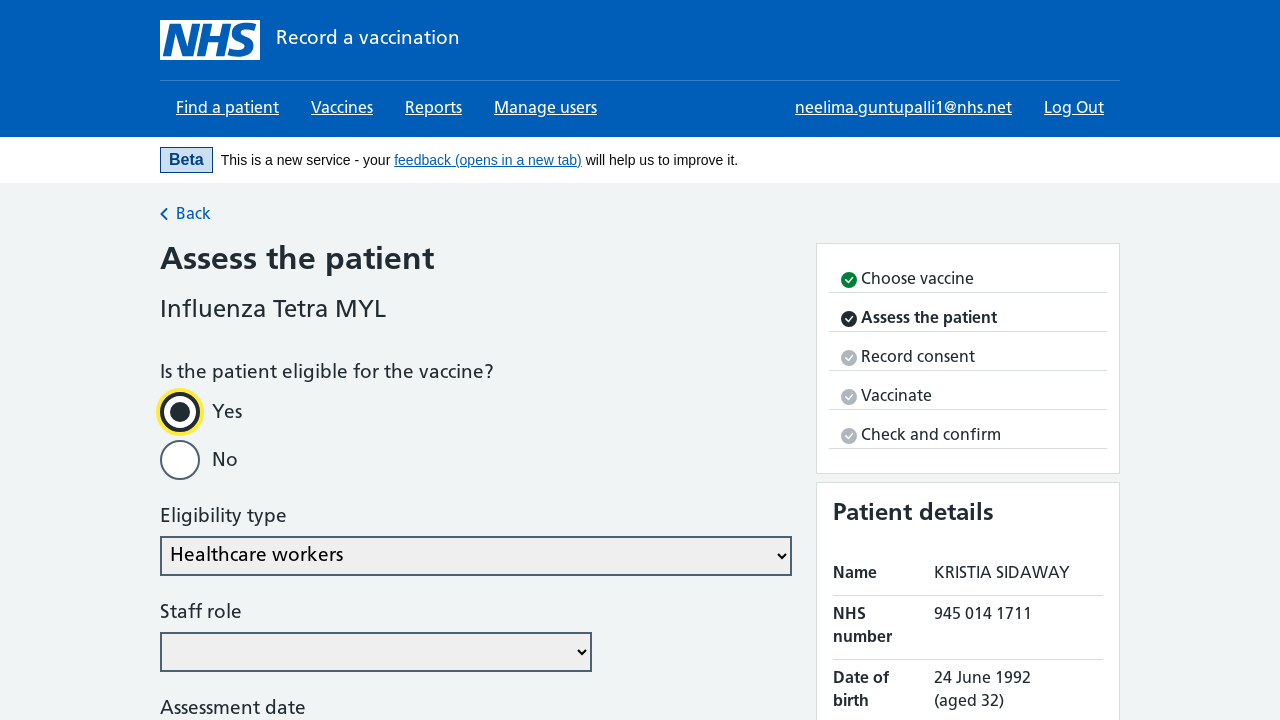 NHS Record a vaccination
Find a patient Vaccines Reports Manage users neelima.guntupalli1@nhs.net Log Out
Beta This is a new service - your feedback (opens in a new tab) will help us to improve it.
Back
Assess the patient
Influenza Tetra MYL
Is the patient eligible for the vaccine?
Yes
No
Eligibility type
Healthcare workers
Staff role
Assessment date
Choose vaccine
Assess the patient
Record consent
Vaccinate
Check and confirm
Patient details
Name KRISTIA SIDAWAY
NHS 945 014 1711
number
Date of 24 June 1992
birth (aged 32)